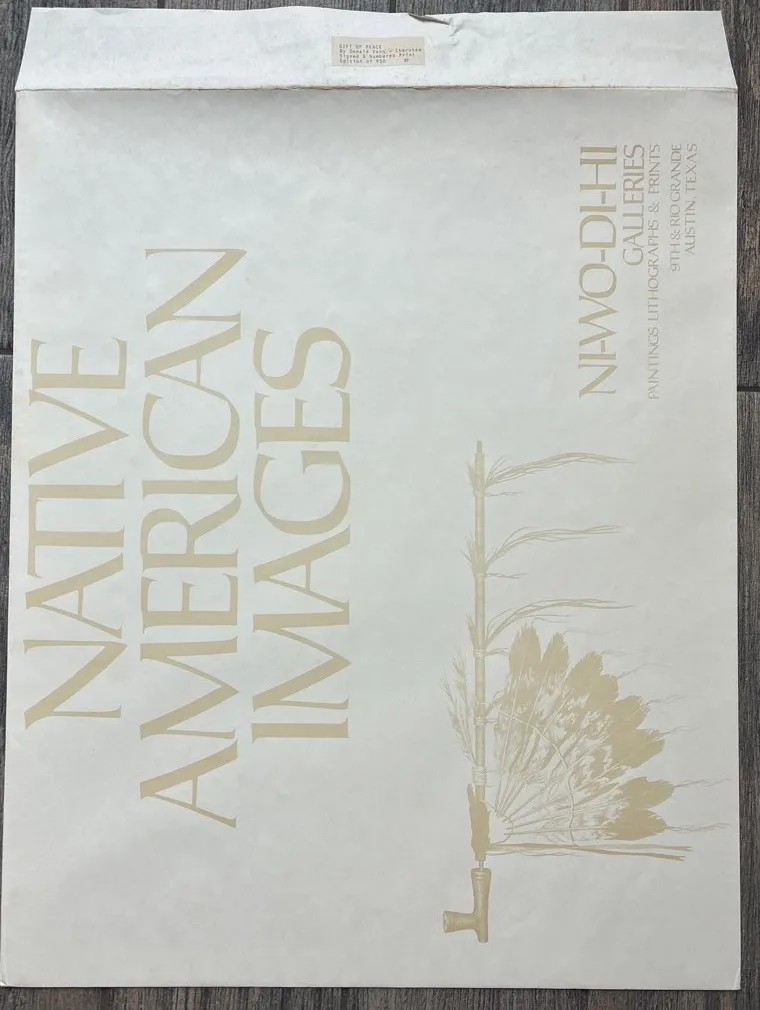 GIFT OF PEACE
By Donald Vann - Cherokee
Signed & Numbered Print
Edition of 950
NATIVE
AMERICAN
IMAGES
NI-WO-DI-HI
GALLERIES
PAINTINGS LITHOGRAPHS & PRINTS
9TH & RIO GRANDE
AUSTIN, TEXAS